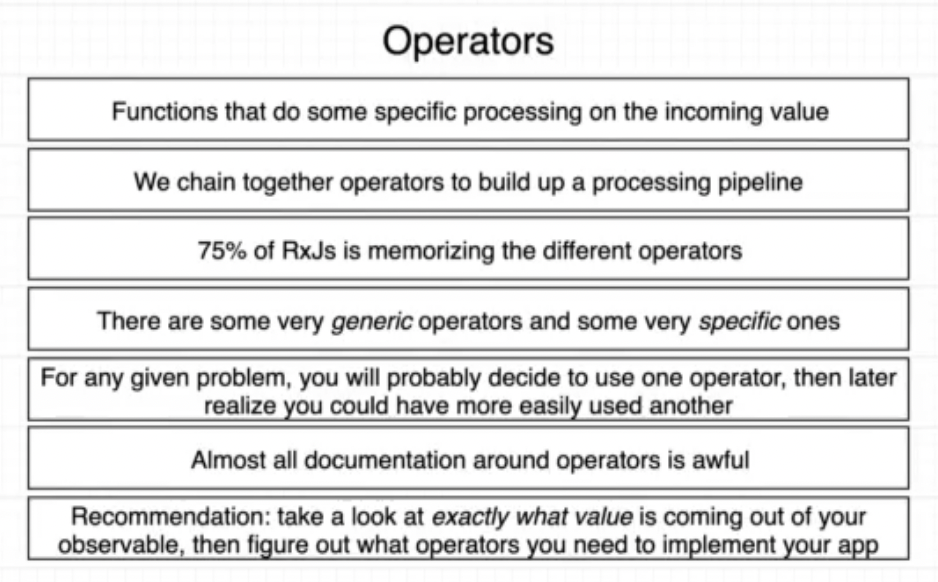 Operators
Functions that do some specific processing on the incoming value
We chain together operators to build up a processing pipeline
75% of RxJs is memorizing the different operators
There are some very generic operators and some very specific ones
For any given problem, you will probably decide to use one operator, then later
realize you could have more easily used another
Almost all documentation around operators is awful
Recommendation: take a look at exactly what value is coming out of your
observable, then figure out what operators you need to implement your app